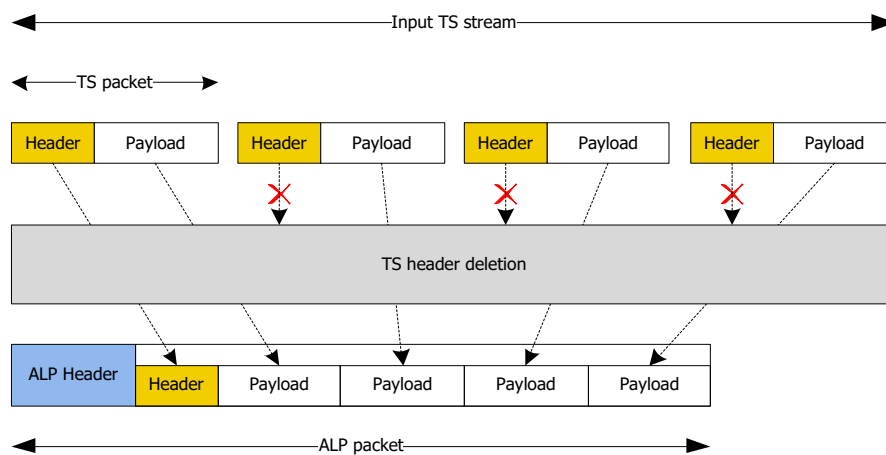 Input TS stream
TS packet
Header Payload Header Payload Header Payload Header Payload
TS header deletion
ALP Header
Header Payload Payload Payload Payload
ALP packet